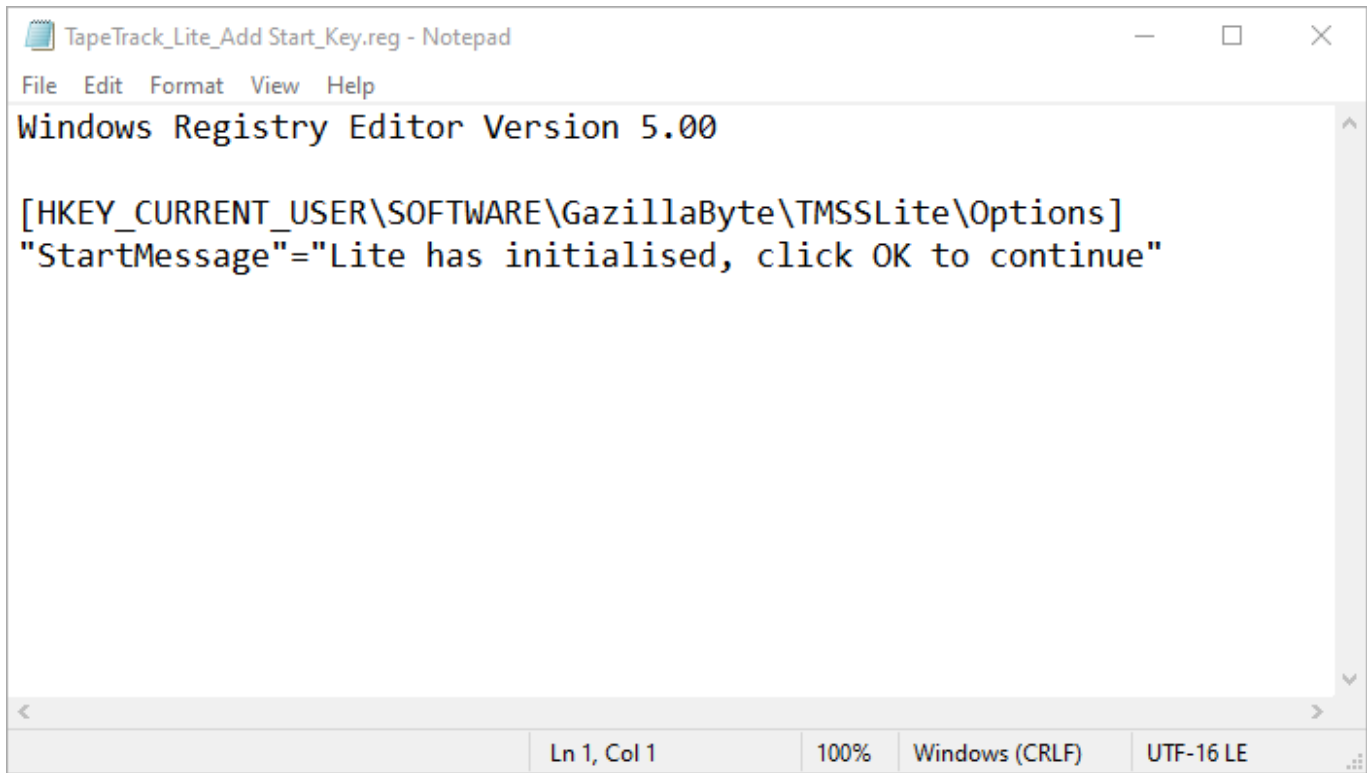 TapeTrack_Lite_Add Start_Key.reg - Notepad
File Edit Format View Help
Windows Registry Editor Version 5.00
[HKEY_CURRENT_USER\SOFTWARE\GazillaByte\TMSSLite\Options]
"StartMessage"="Lite has initialised, click OK to continue"
Ln 1, Col 1 100% Windows (CRLF) UTF-16 LE